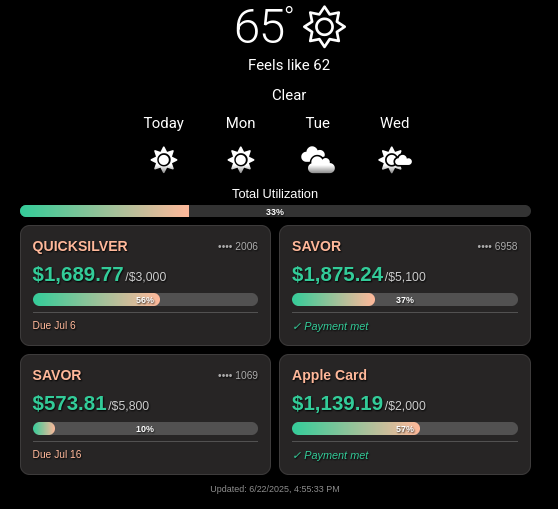 65°
Feels like 62
Clear
Today Mon Tue Wed
Total Utilization
33%
QUICKSILVER •••• 2006
$1,689.77/$3,000
56%
Due Jul 6
SAVOR •••• 6958
$1,875.24/$5,100
37%
✓ Payment met
SAVOR •••• 1069
$573.81/$5,800
10%
Due Jul 16
Apple Card
$1,139.19/$2,000
57%
✓ Payment met
Updated: 6/22/2025, 4:55:33 PM